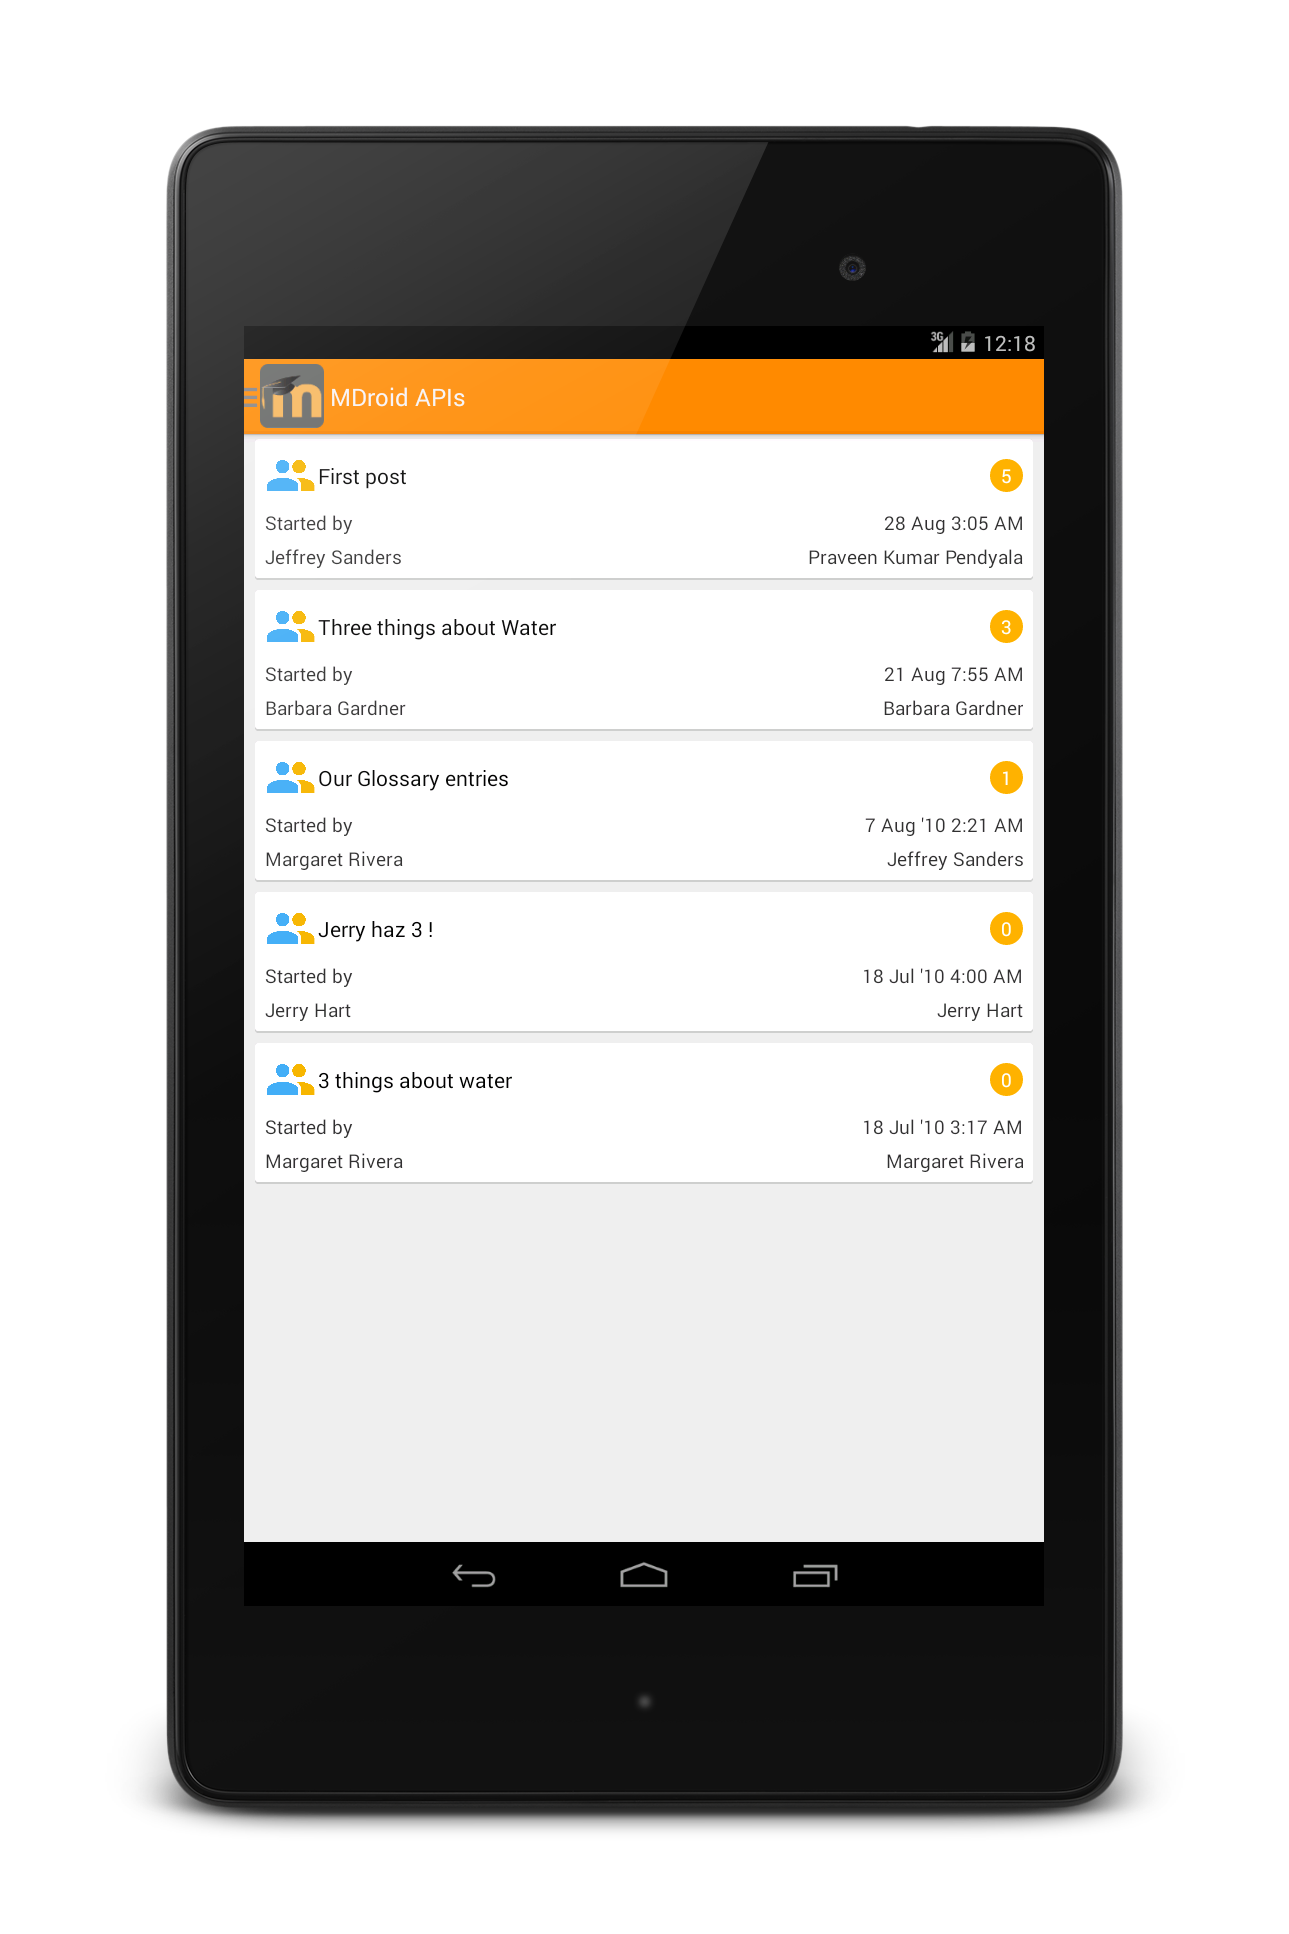 3G 12:18
m MDroid APIs
First post 5
Started by 28 Aug 3:05 AM
Jeffrey Sanders Praveen Kumar Pendyala
Three things about Water 3
Started by 21 Aug 7:55 AM
Barbara Gardner Barbara Gardner
Our Glossary entries 1
Started by 7 Aug '10 2:21 AM
Margaret Rivera Jeffrey Sanders
Jerry haz 3 ! 0
Started by 18 Jul '10 4:00 AM
Jerry Hart Jerry Hart
3 things about water 0
Started by 18 Jul '10 3:17 AM
Margaret Rivera Margaret Rivera